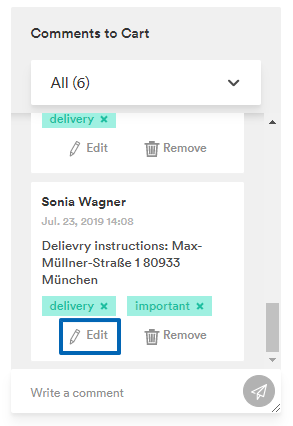 Comments to Cart
All (6)
delivery ×
Edit Remove
Sonia Wagner
Jul. 23, 2019 14:08
Delievry instructions: Max-
Müllner-Straße 1 80933
München
delivery × important ×
Edit Remove
Write a comment